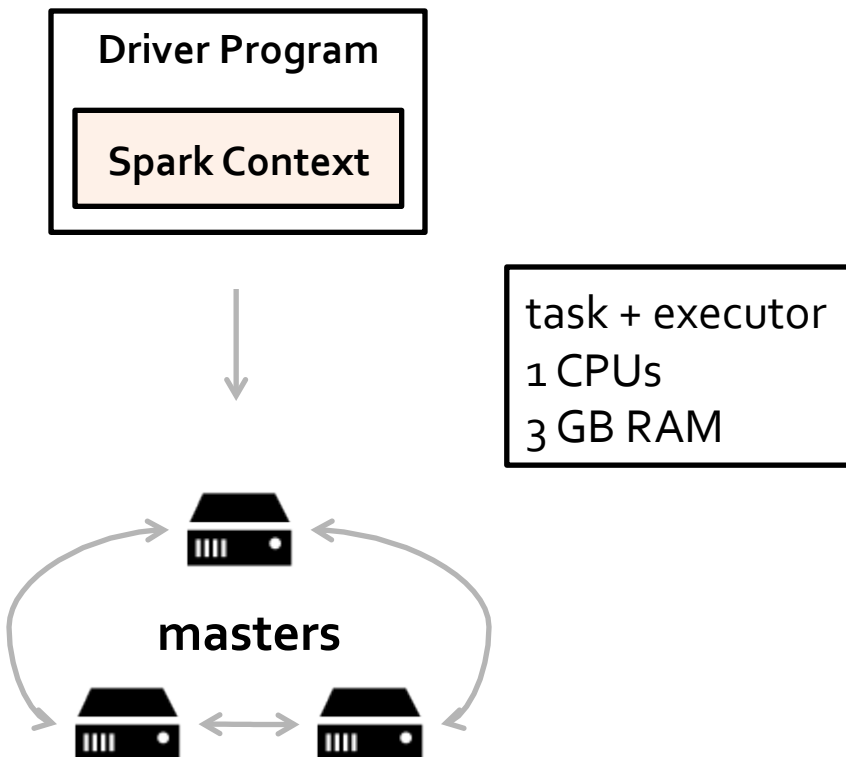 Driver Program
Spark Context
task + executor
1 CPUs
3 GB RAM
masters